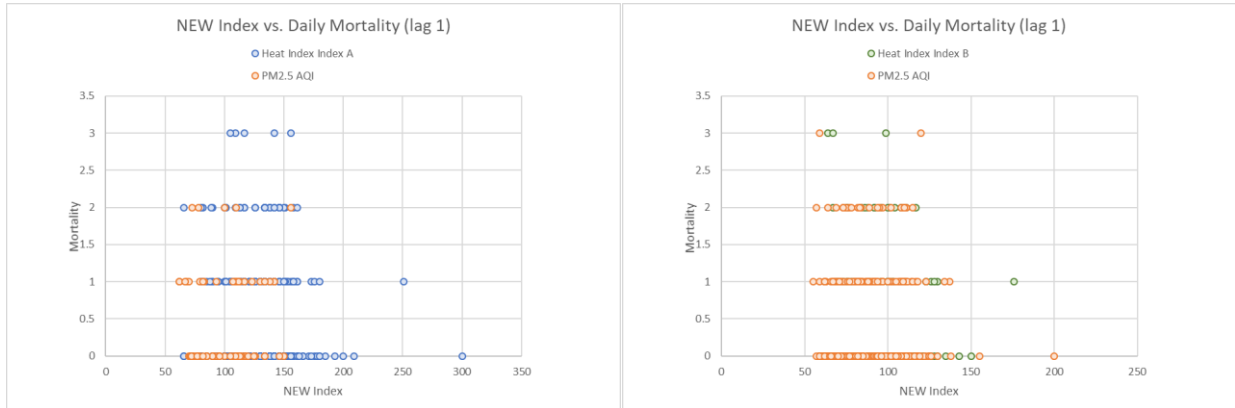 NEW Index vs. Daily Mortality (lag 1)
Heat Index Index A
PM2.5 AQI
3.5
3
2.5
2
1.5
1
0.5
0
Mortality
0 50 100 150 200 250 300 350
NEW Index
NEW Index vs. Daily Mortality (lag 1)
Heat Index Index B
PM2.5 AQI
3.5
3
2.5
2
1.5
1
0.5
0
Mortality
0 50 100 150 200 250
NEW Index